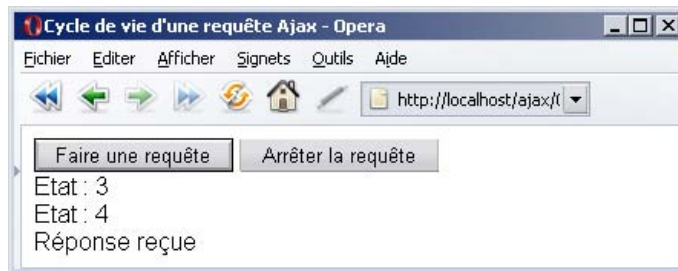 Cycle de vie d'une requête Ajax - Opera
Fichier Editer Afficher Signets Outils Aide
http://localhost/ajax/
Faire une requête Arrêter la requête
Etat : 3
Etat : 4
Réponse reçue